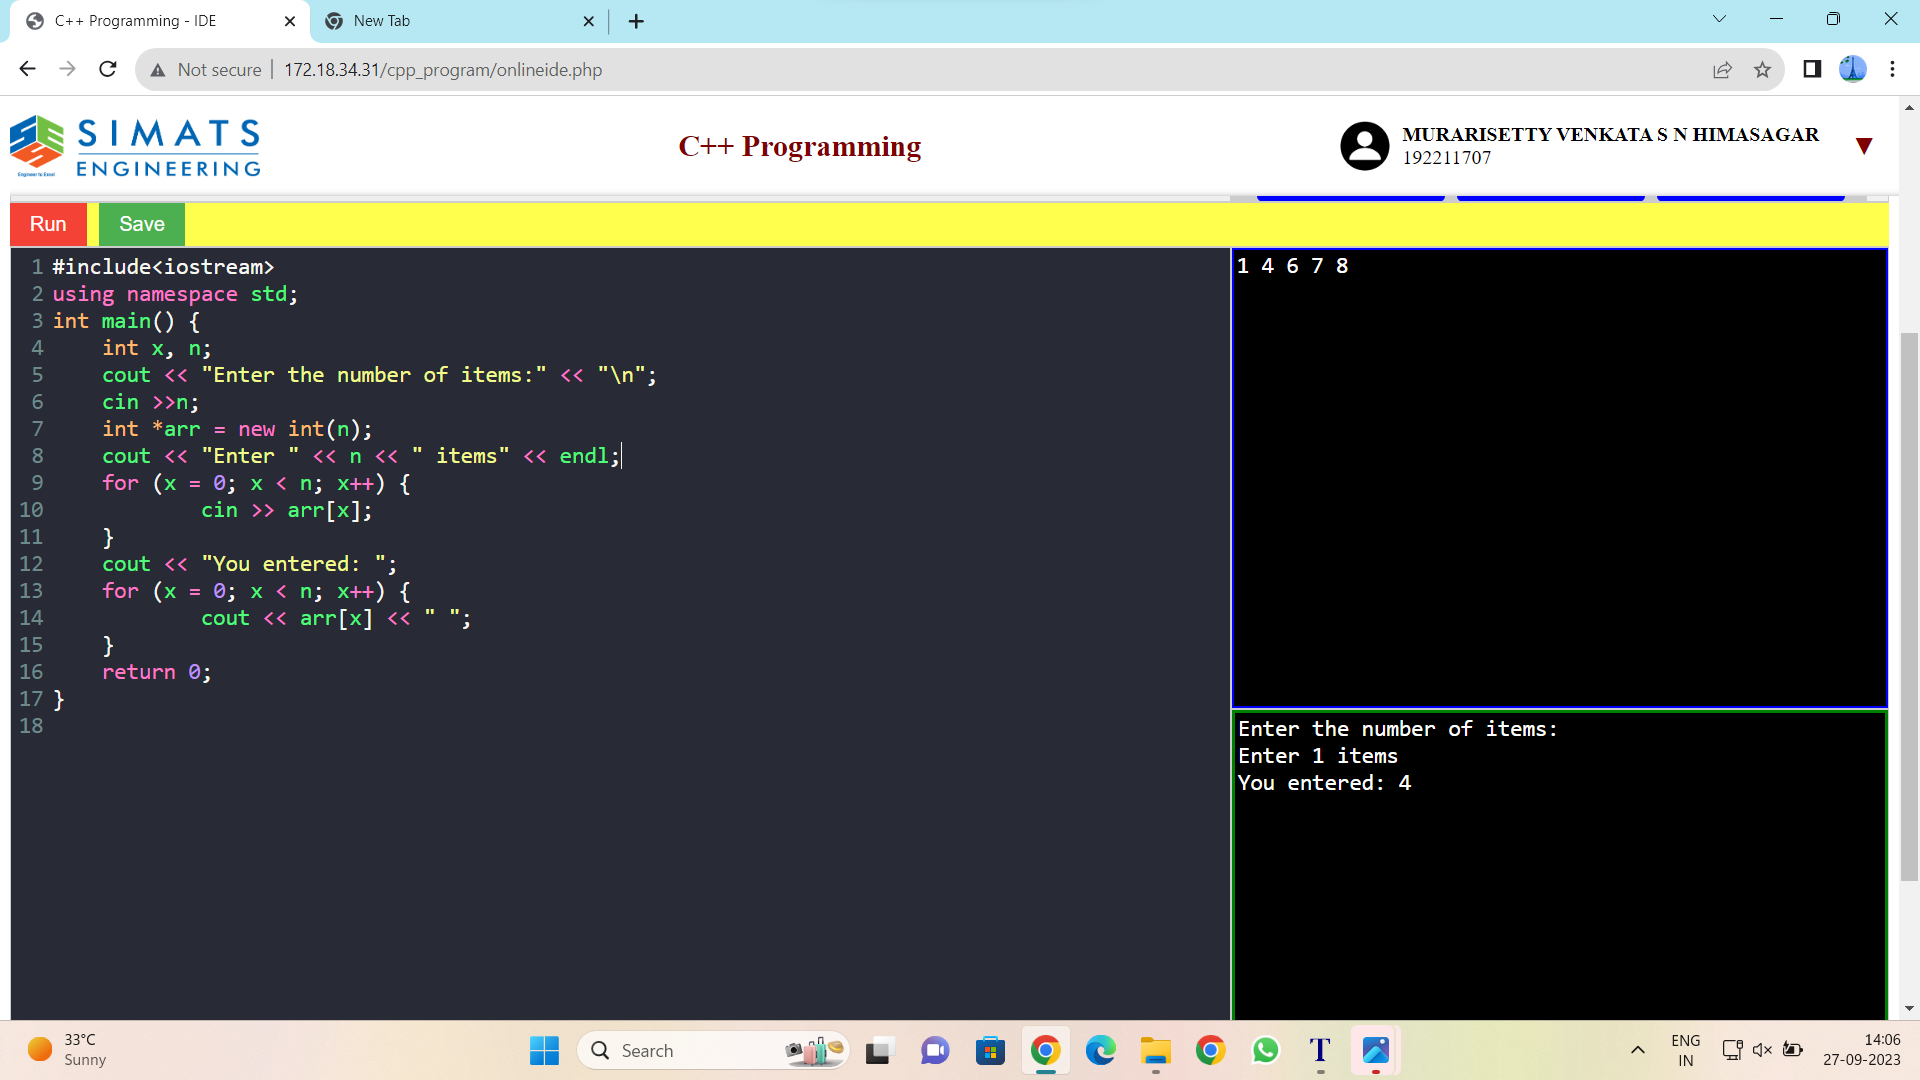 C++ Programming - IDE
New Tab
Not secure
172.18.34.31/cpp_program/onlineide.php
SIMATS
ENGINEERING
Engineer to Excel
C++ Programming
MURARISETTY VENKATA S N HIMASAGAR
192211707
Run
Save
1 #include<iostream>
2 using namespace std;
3 int main() {
4     int x, n;
5     cout << "Enter the number of items:" << "\n";
6     cin >>n;
7     int *arr = new int(n);
8     cout << "Enter " << n << " items" << endl;
9     for (x = 0; x < n; x++) {
10             cin >> arr[x];
11     }
12     cout << "You entered: ";
13     for (x = 0; x < n; x++) {
14             cout << arr[x] << " ";
15     }
16     return 0;
17 }
18
1 4 6 7 8
Enter the number of items:
Enter 1 items
You entered: 4
33°C
Sunny
Search
T
ENG
IN
14:06
27-09-2023